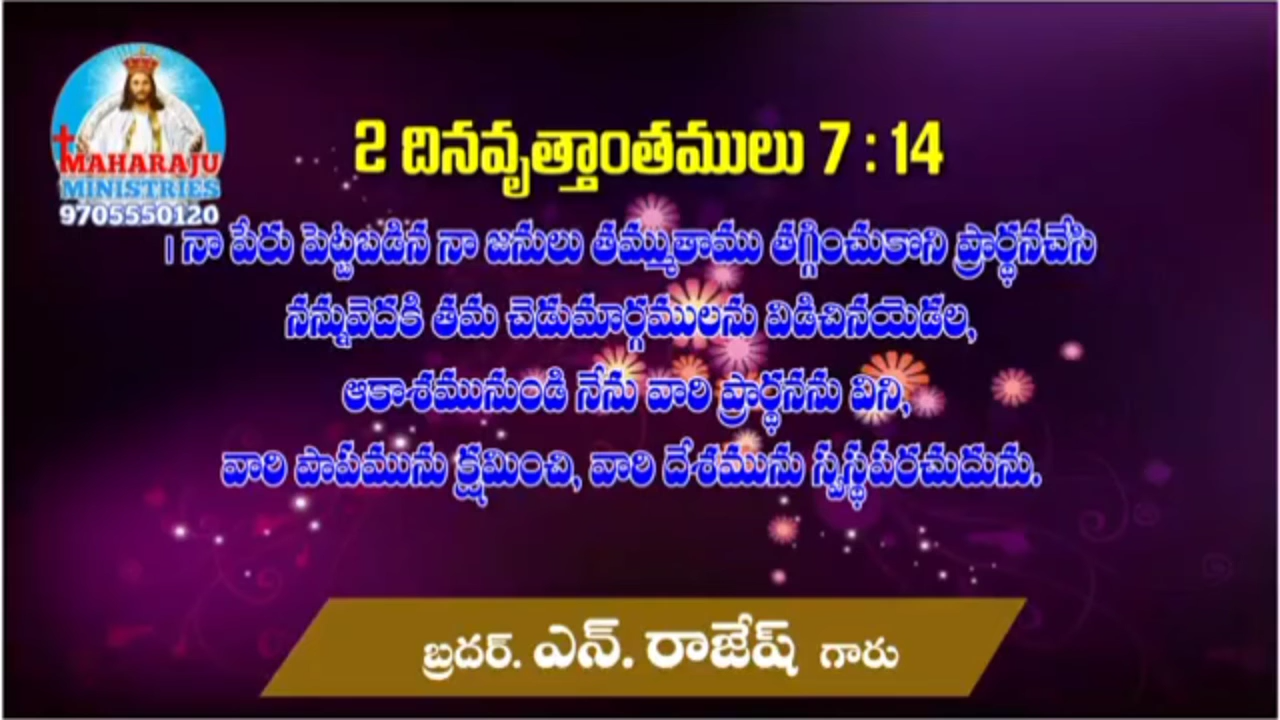 MAHARAJU
MINISTRIES
9705550120
2 దినవృత్తాంతములు 7 : 14
। నా పేరు పెట్టబడిన నా జనులు తమ్ముతాము తగ్గించుకొని ప్రార్థనచేసి
నన్నువెదకి తమ చెడుమార్గములను విడిచినయెడల,
ఆకాశమునుండి నేను వారి ప్రార్థనను విని,
వారి పాపమును క్షమించి, వారి దేశమును స్వస్థపరచుదును.
బ్రదర్. ఎన్. రాజేష్ గారు